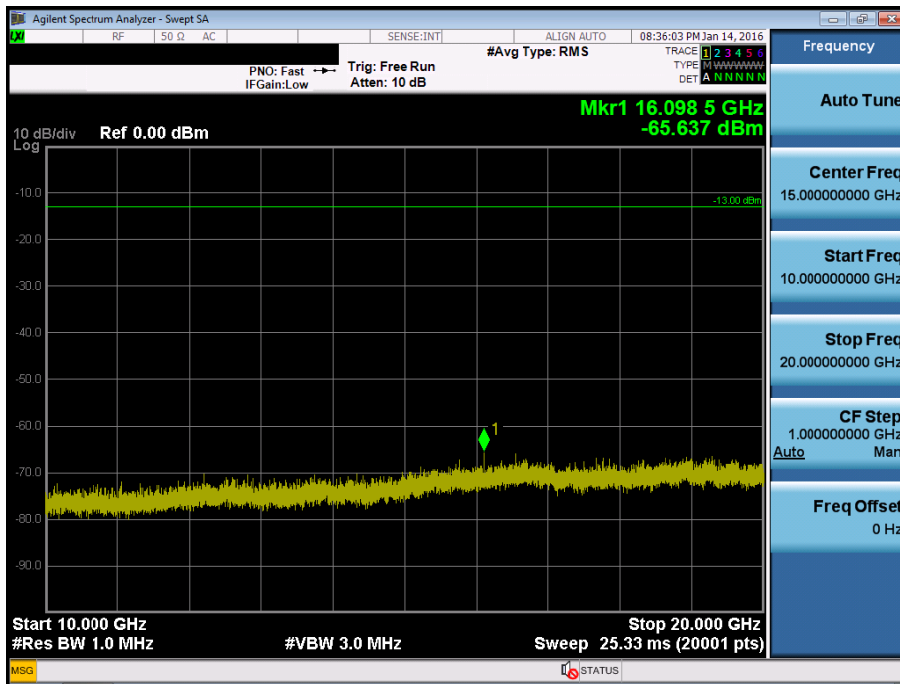 Agilent Spectrum Analyzer - Swept SA
LXI RF 50 Ω AC SENSE:INT ALIGN AUTO 08:36:03 PM Jan 14, 2016
#Avg Type: RMS TRACE 1 2 3 4 5 6
PNO: Fast Trig: Free Run TYPE M WWWWW
IFGain:Low Atten: 10 dB DET A N N N N N
Mkr1 16.098 5 GHz
10 dB/div Ref 0.00 dBm -65.637 dBm
Log
-10.0
-13.00 dBm
-20.0
-30.0
-40.0
-50.0
-60.0
1
-70.0
-80.0
-90.0
Start 10.000 GHz Stop 20.000 GHz
#Res BW 1.0 MHz #VBW 3.0 MHz Sweep 25.33 ms (20001 pts)
MSG STATUS
Frequency
Auto Tune
Center Freq
15.000000000 GHz
Start Freq
10.000000000 GHz
Stop Freq
20.000000000 GHz
CF Step
1.000000000 GHz
Auto Man
Freq Offset
0 Hz